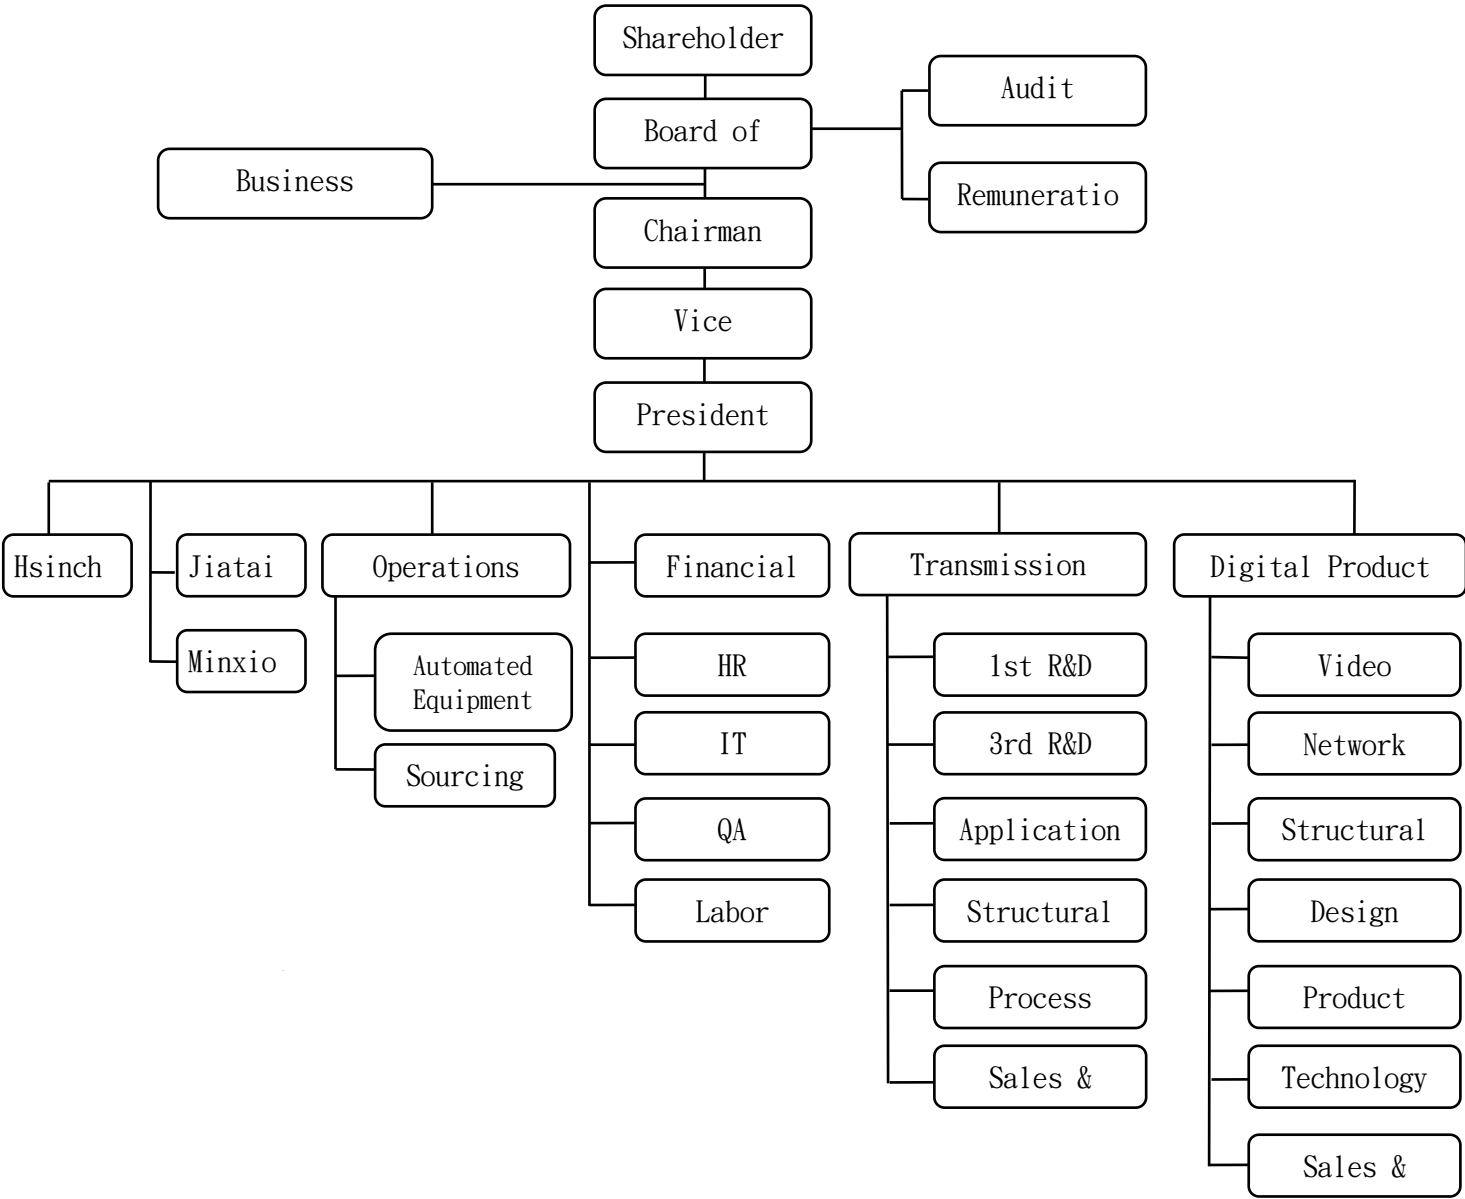 Shareholder
Audit
Board of
Business
Remuneratio
Chairman
Vice
President
Hsinch
Jiatai
Minxio
Operations
Automated
Equipment
Sourcing
Financial
HR
IT
QA
Labor
Transmission
1st R&D
3rd R&D
Application
Structural
Process
Sales &
Digital Product
Video
Network
Structural
Design
Product
Technology
Sales &